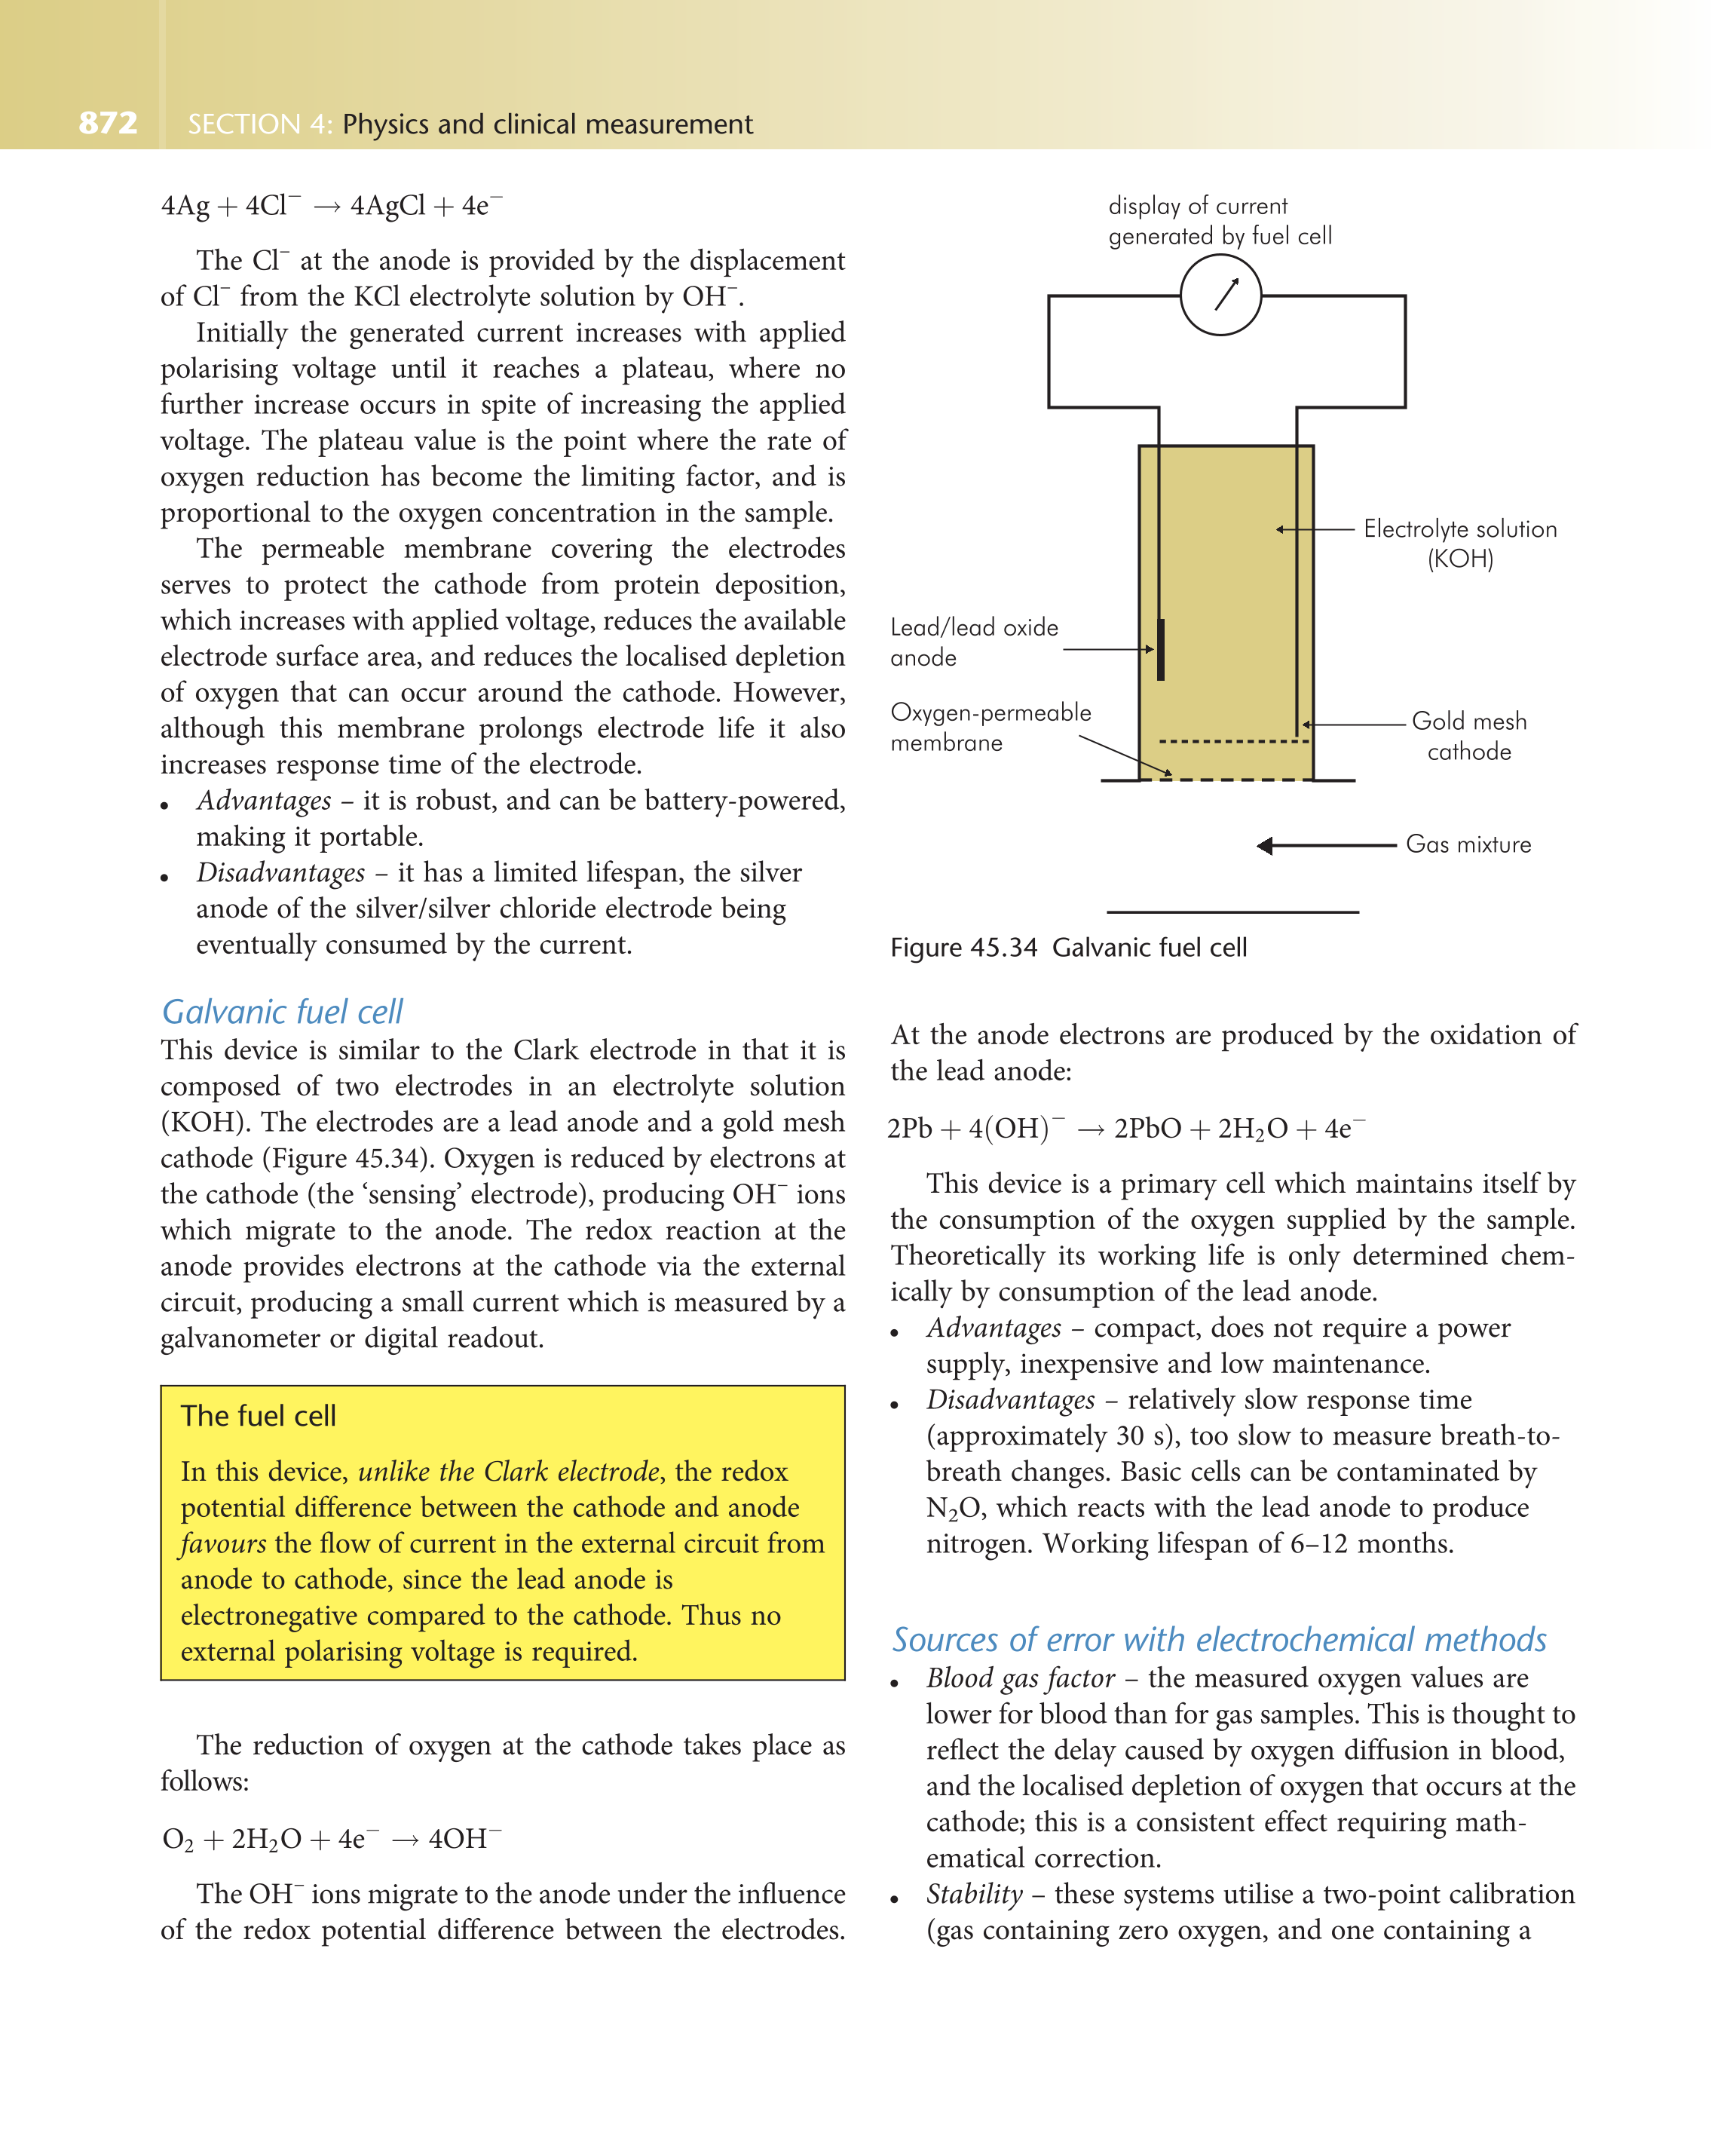 872 SECTION 4: Physics and clinical measurement
4Ag + 4Cl⁻ → 4AgCl + 4e⁻
The Cl⁻ at the anode is provided by the displacement
of Cl⁻ from the KCl electrolyte solution by OH⁻.
Initially the generated current increases with applied
polarising voltage until it reaches a plateau, where no
further increase occurs in spite of increasing the applied
voltage. The plateau value is the point where the rate of
oxygen reduction has become the limiting factor, and is
proportional to the oxygen concentration in the sample.
The permeable membrane covering the electrodes
serves to protect the cathode from protein deposition,
which increases with applied voltage, reduces the available
electrode surface area, and reduces the localised depletion
of oxygen that can occur around the cathode. However,
although this membrane prolongs electrode life it also
increases response time of the electrode.
• Advantages – it is robust, and can be battery-powered,
making it portable.
• Disadvantages – it has a limited lifespan, the silver
anode of the silver/silver chloride electrode being
eventually consumed by the current.
Galvanic fuel cell
This device is similar to the Clark electrode in that it is
composed of two electrodes in an electrolyte solution
(KOH). The electrodes are a lead anode and a gold mesh
cathode (Figure 45.34). Oxygen is reduced by electrons at
the cathode (the ‘sensing’ electrode), producing OH⁻ ions
which migrate to the anode. The redox reaction at the
anode provides electrons at the cathode via the external
circuit, producing a small current which is measured by a
galvanometer or digital readout.
The fuel cell
In this device, unlike the Clark electrode, the redox
potential difference between the cathode and anode
favours the flow of current in the external circuit from
anode to cathode, since the lead anode is
electronegative compared to the cathode. Thus no
external polarising voltage is required.
The reduction of oxygen at the cathode takes place as
follows:
O₂ + 2H₂O + 4e⁻ → 4OH⁻
The OH⁻ ions migrate to the anode under the influence
of the redox potential difference between the electrodes.
display of current
generated by fuel cell
Electrolyte solution
(KOH)
Lead/lead oxide
anode
Oxygen-permeable
membrane
Gold mesh
cathode
Gas mixture
Figure 45.34 Galvanic fuel cell
At the anode electrons are produced by the oxidation of
the lead anode:
2Pb + 4(OH)⁻ → 2PbO + 2H₂O + 4e⁻
This device is a primary cell which maintains itself by
the consumption of the oxygen supplied by the sample.
Theoretically its working life is only determined chem-
ically by consumption of the lead anode.
• Advantages – compact, does not require a power
supply, inexpensive and low maintenance.
• Disadvantages – relatively slow response time
(approximately 30 s), too slow to measure breath-to-
breath changes. Basic cells can be contaminated by
N₂O, which reacts with the lead anode to produce
nitrogen. Working lifespan of 6–12 months.
Sources of error with electrochemical methods
• Blood gas factor – the measured oxygen values are
lower for blood than for gas samples. This is thought to
reflect the delay caused by oxygen diffusion in blood,
and the localised depletion of oxygen that occurs at the
cathode; this is a consistent effect requiring math-
ematical correction.
• Stability – these systems utilise a two-point calibration
(gas containing zero oxygen, and one containing a